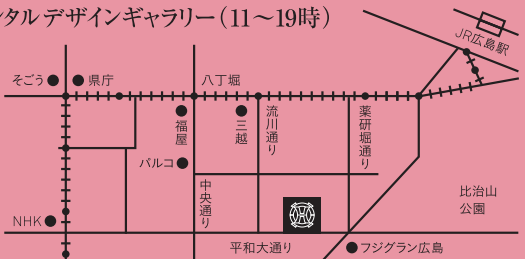 ンタルデザインギャラリー(11〜19時)
JR広島駅
そごう
県庁
八丁堀
福屋
三越
流川通り
薬研堀通り
パルコ
中央通り
比治山
公園
NHK
平和大通り
フジグラン広島